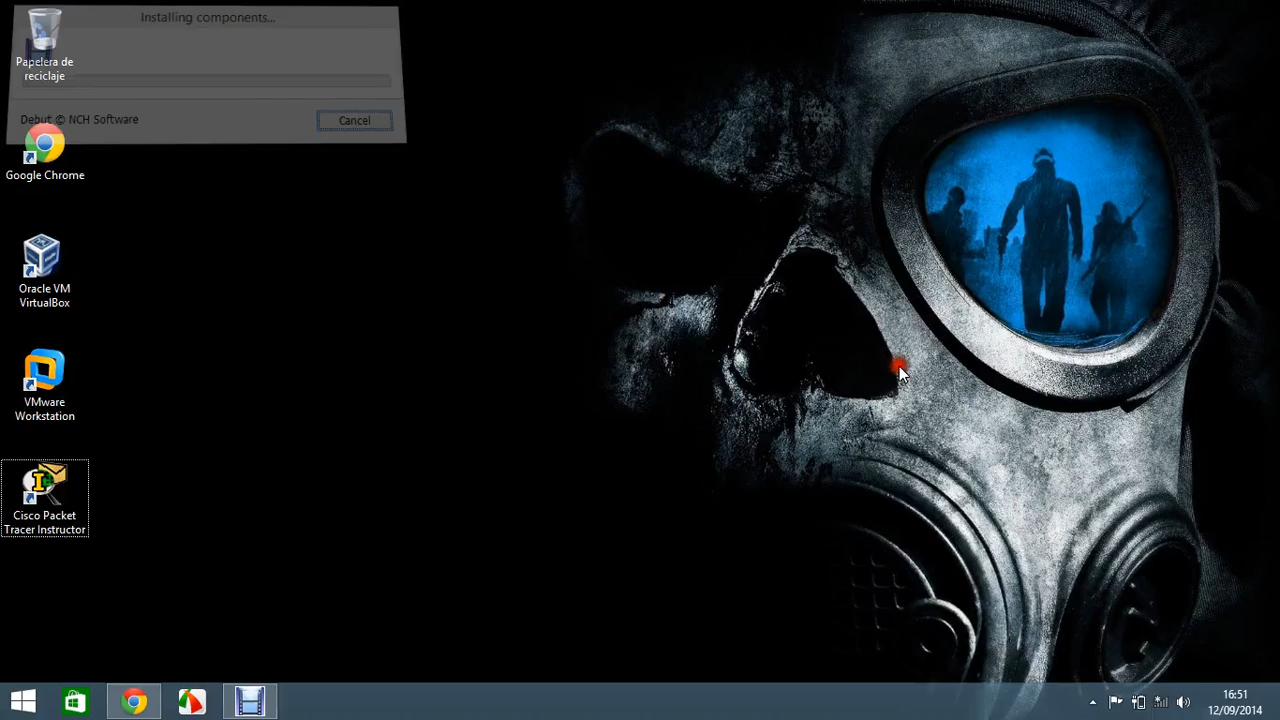 Installing components...
Papelera de
reciclaje
Debut © NCH Software
Cancel
Google Chrome
Oracle VM
VirtualBox
VMware
Workstation
Cisco Packet
Tracer Instructor
16:51
12/09/2014